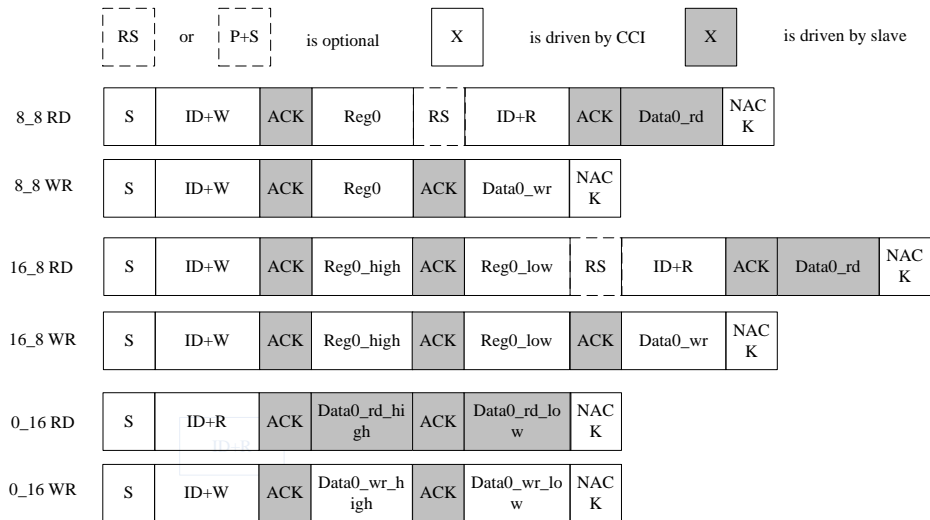 RS or P+S is optional X is driven by CCI X is driven by slave
8_8 RD S ID+W ACK Reg0 RS ID+R ACK Data0_rd NAC
K
8_8 WR S ID+W ACK Reg0 ACK Data0_wr NAC
K
16_8 RD S ID+W ACK Reg0_high ACK Reg0_low RS ID+R ACK Data0_rd NAC
K
16_8 WR S ID+W ACK Reg0_high ACK Reg0_low ACK Data0_wr NAC
K
0_16 RD S ID+R ACK Data0_rd_hi ACK Data0_rd_lo NAC
gh w K
ID+R
0_16 WR S ID+W ACK Data0_wr_h ACK Data0_wr_lo NAC
igh w K